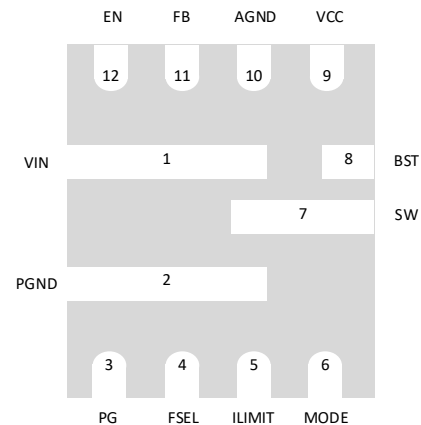 EN FB AGND VCC
12 11 10 9
VIN 1 8 BST
7 SW
PGND 2
3 4 5 6
PG FSEL ILIMIT MODE